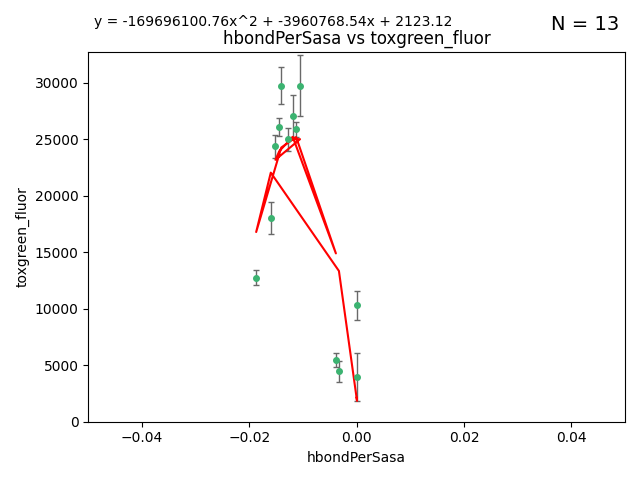 y = -169696100.76x^2 + -3960768.54x + 2123.12
N = 13
hbondPerSasa vs toxgreen_fluor
30000
25000
20000
15000
10000
5000
0
toxgreen_fluor
−0.04
−0.02
0.00
0.02
0.04
hbondPerSasa